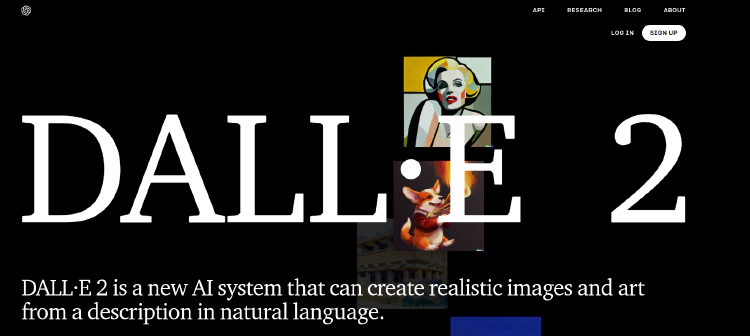 API RESEARCH BLOG ABOUT
LOG IN SIGN UP
DALL·E 2
DALL·E 2 is a new AI system that can create realistic images and art
from a description in natural language.